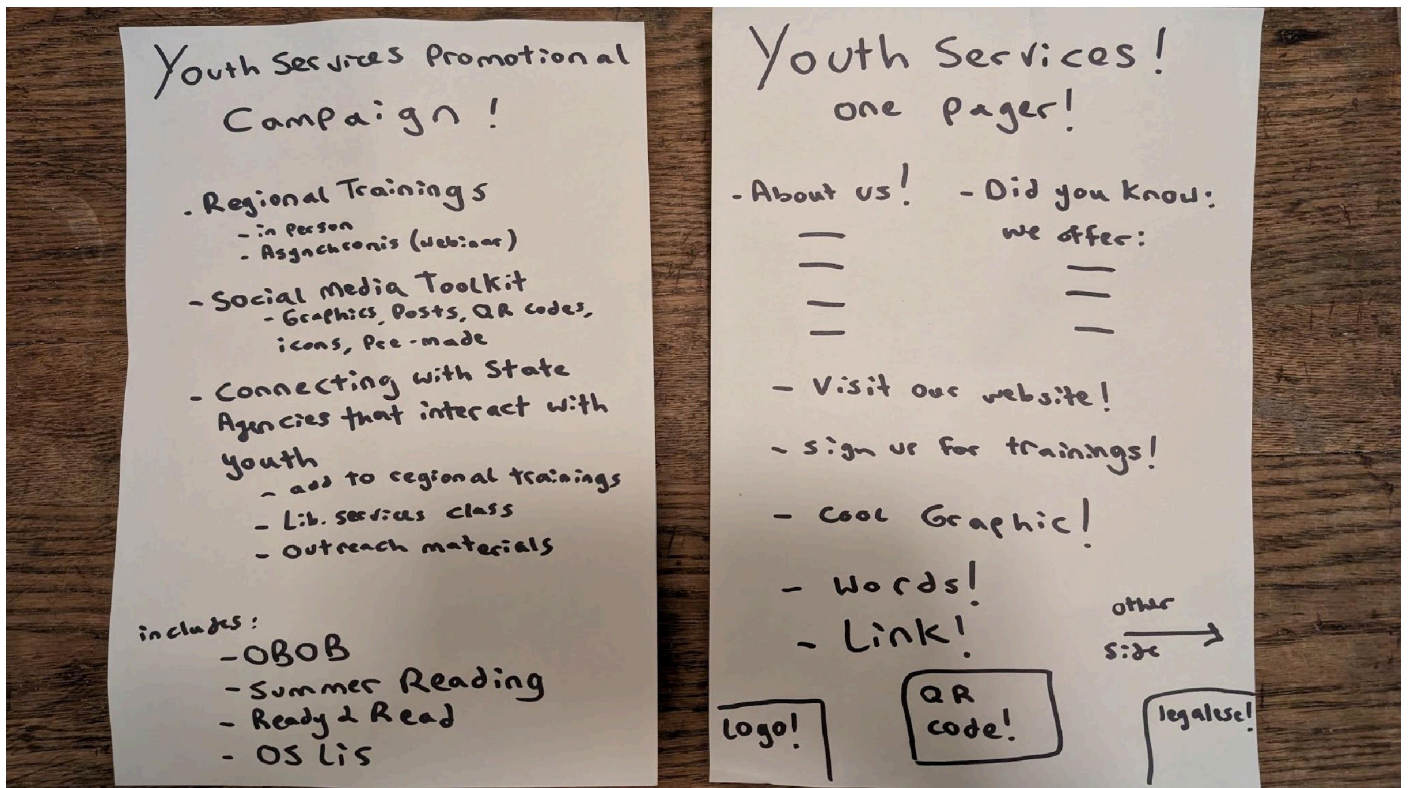 Youth Services Promotional
Campaign!
- Regional Trainings
- in Person
- Asynchronis (webinar)
- Social Media Toolkit
- Graphics, Posts, QR codes,
icons, Pre-made
- Connecting with State
Agencies that interact with
youth
- add to regional trainings
- Lib. services class
- outreach materials
includes:
- OBOB
- Summer Reading
- Ready 2 Read
- OS Lis
Youth Services!
one pager!
- About us!
- Did you know:
we offer:
- Visit our website!
- sign up for trainings!
- Cool Graphic!
- Words!
- Link!
other
side
Logo!
QR
code!
legalese!